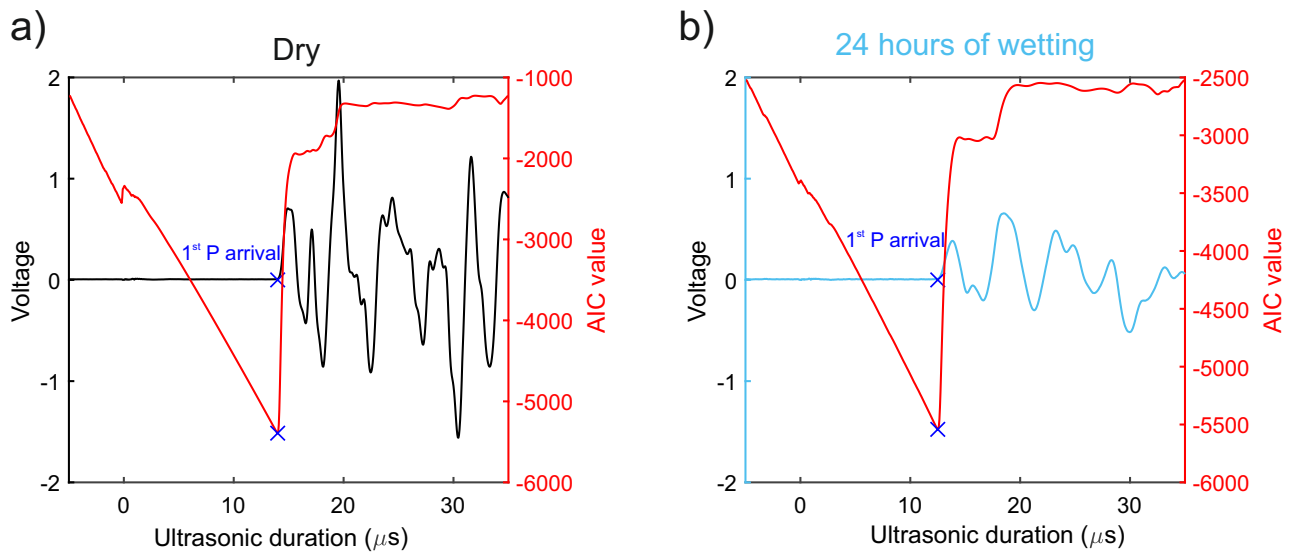 a)
Dry
2
1
0
-1
-2
Voltage
-1000
-2000
-3000
-4000
-5000
-6000
AIC value
1st P arrival
0
10
20
30
Ultrasonic duration (μs)
b)
24 hours of wetting
2
1
0
-1
-2
Voltage
-2500
-3000
-3500
-4000
-4500
-5000
-5500
-6000
AIC value
1st P arrival
0
10
20
30
Ultrasonic duration (μs)